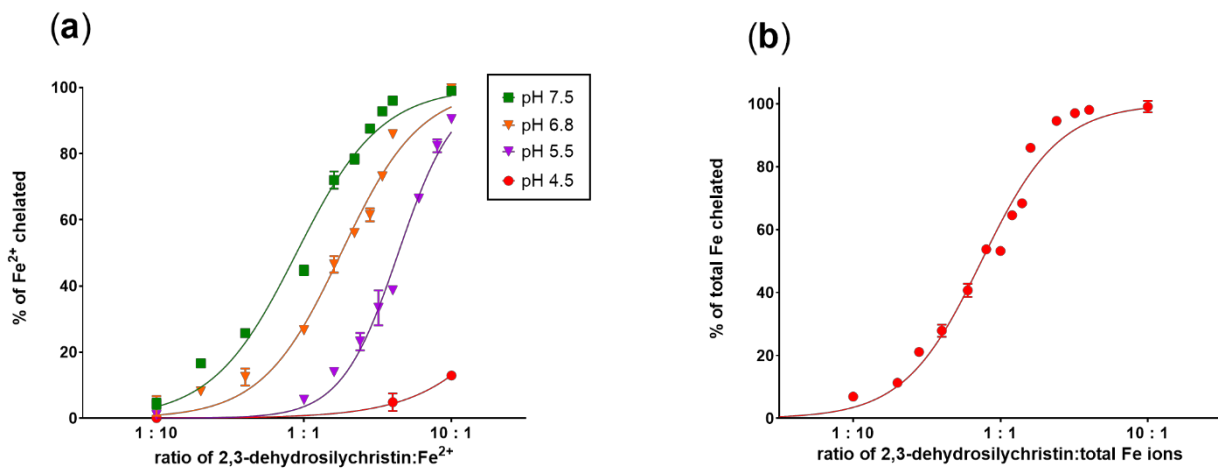 (a)
% of Fe²⁺ chelated
100
80
60
40
20
0
1 : 10
1 : 1
10 : 1
ratio of 2,3-dehydrosilychristin:Fe²⁺
pH 7.5
pH 6.8
pH 5.5
pH 4.5
(b)
% of total Fe chelated
100
80
60
40
20
0
1 : 10
1 : 1
10 : 1
ratio of 2,3-dehydrosilychristin:total Fe ions